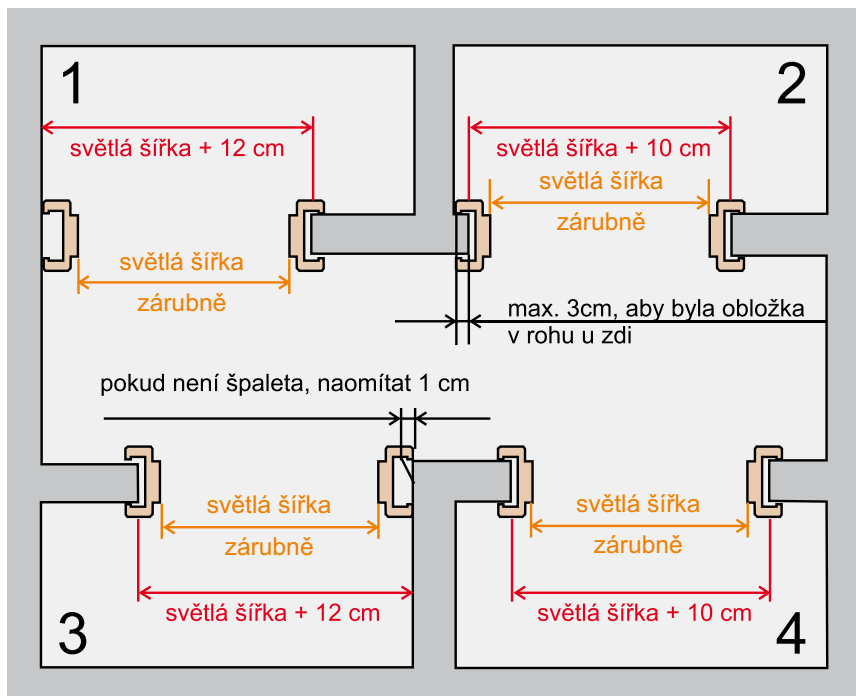 1
2
světlá šířka + 12 cm
světlá šířka + 10 cm
světlá šířka
zárubně
světlá šířka
zárubně
max. 3cm, aby byla obložka
v rohu u zdi
pokud není špaleta, naomítat 1 cm
světlá šířka
zárubně
světlá šířka
zárubně
světlá šířka + 12 cm
světlá šířka + 10 cm
3
4